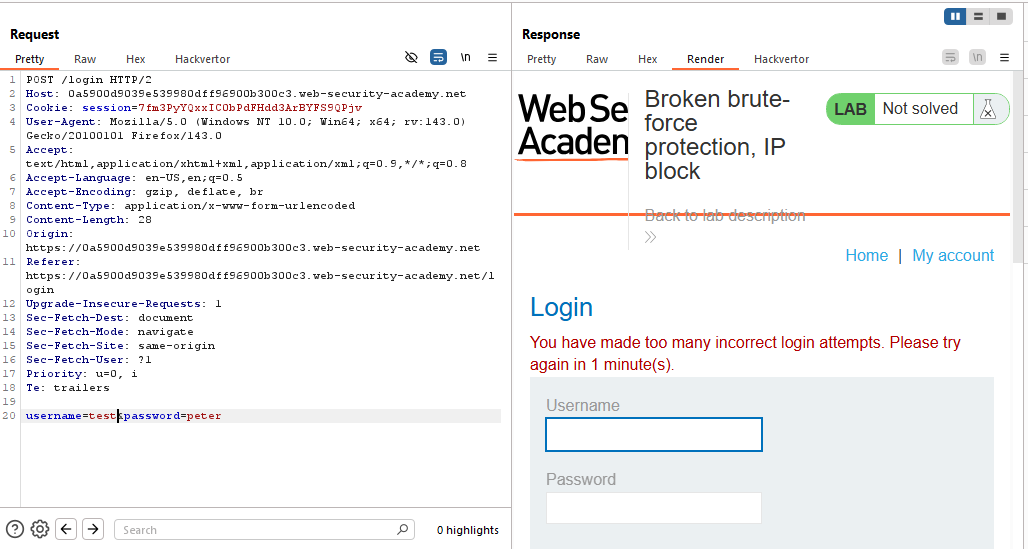 Request
Pretty Raw Hex Hackvertor
\n
1 POST /login HTTP/2
2 Host: 0a5900d9039e539980dff96900b300c3.web-security-academy.net
3 Cookie: session=7fm3PyYQxxIC0bPdFHdd3ArBYFS9QPjv
4 User-Agent: Mozilla/5.0 (Windows NT 10.0; Win64; x64; rv:143.0)
Gecko/20100101 Firefox/143.0
5 Accept:
text/html,application/xhtml+xml,application/xml;q=0.9,*/*;q=0.8
6 Accept-Language: en-US,en;q=0.5
7 Accept-Encoding: gzip, deflate, br
8 Content-Type: application/x-www-form-urlencoded
9 Content-Length: 28
10 Origin:
https://0a5900d9039e539980dff96900b300c3.web-security-academy.net
11 Referer:
https://0a5900d9039e539980dff96900b300c3.web-security-academy.net/l
ogin
12 Upgrade-Insecure-Requests: 1
13 Sec-Fetch-Dest: document
14 Sec-Fetch-Mode: navigate
15 Sec-Fetch-Site: same-origin
16 Sec-Fetch-User: ?1
17 Priority: u=0, i
18 Te: trailers
19
20 username=test&password=peter
Search
0 highlights
Response
Pretty Raw Hex Render Hackvertor
\n
Web Se
Academ
Broken brute-
force
protection, IP
block
LAB Not solved
Back to lab description
Home | My account
Login
You have made too many incorrect login attempts. Please try
again in 1 minute(s).
Username
Password